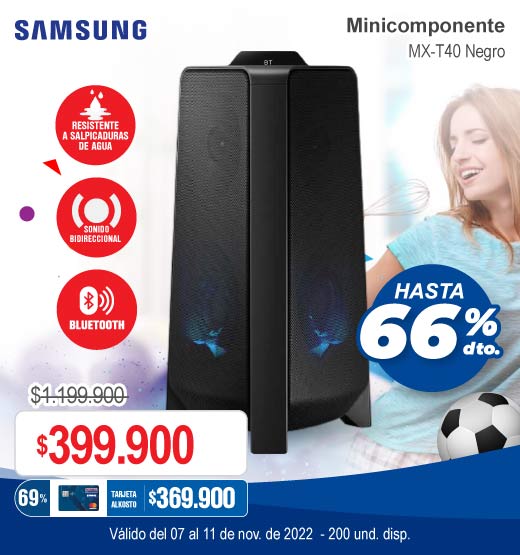 SAMSUNG
Minicomponente
MX-T40 Negro
BT
RESISTENTE
A SALPICADURAS
DE AGUA
SONIDO
BIDIRECCIONAL
BLUETOOTH
HASTA
66%
dto.
$1.199.900
$399.900
69%
TARJETA
ALKOSTO
$369.900
Válido del 07 al 11 de nov. de 2022 - 200 und. disp.